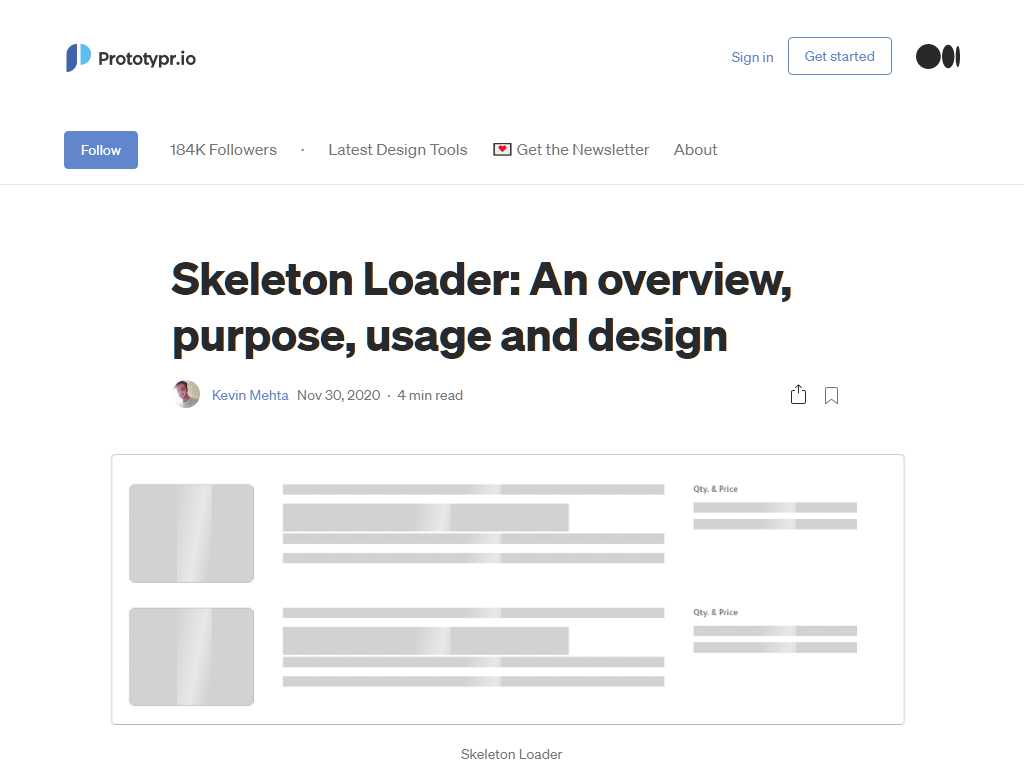 Prototypr.io
Sign in
Get started
Follow
184K Followers
·
Latest Design Tools
💌 Get the Newsletter
About
Skeleton Loader: An overview,
purpose, usage and design
Kevin Mehta Nov 30, 2020 · 4 min read
Qty. & Price
Qty. & Price
Skeleton Loader